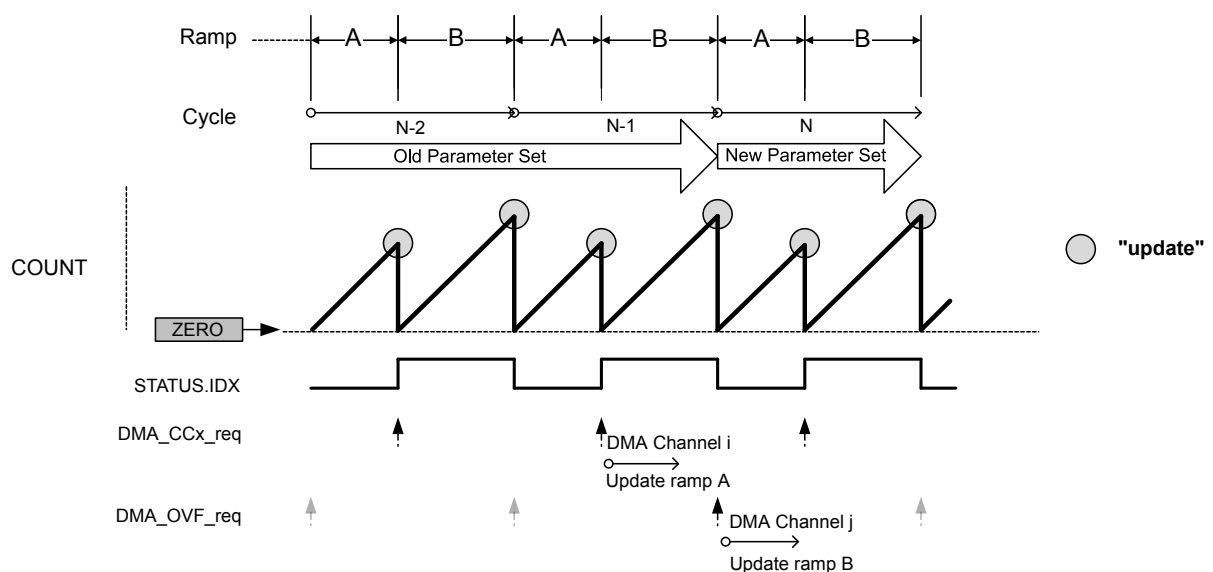 Ramp A B A B A B
Cycle
N-2 N-1 N
Old Parameter Set New Parameter Set
"update"
COUNT
ZERO
STATUS.IDX
DMA_CCx_req
DMA Channel i
Update ramp A
DMA_OVF_req
DMA Channel j
Update ramp B